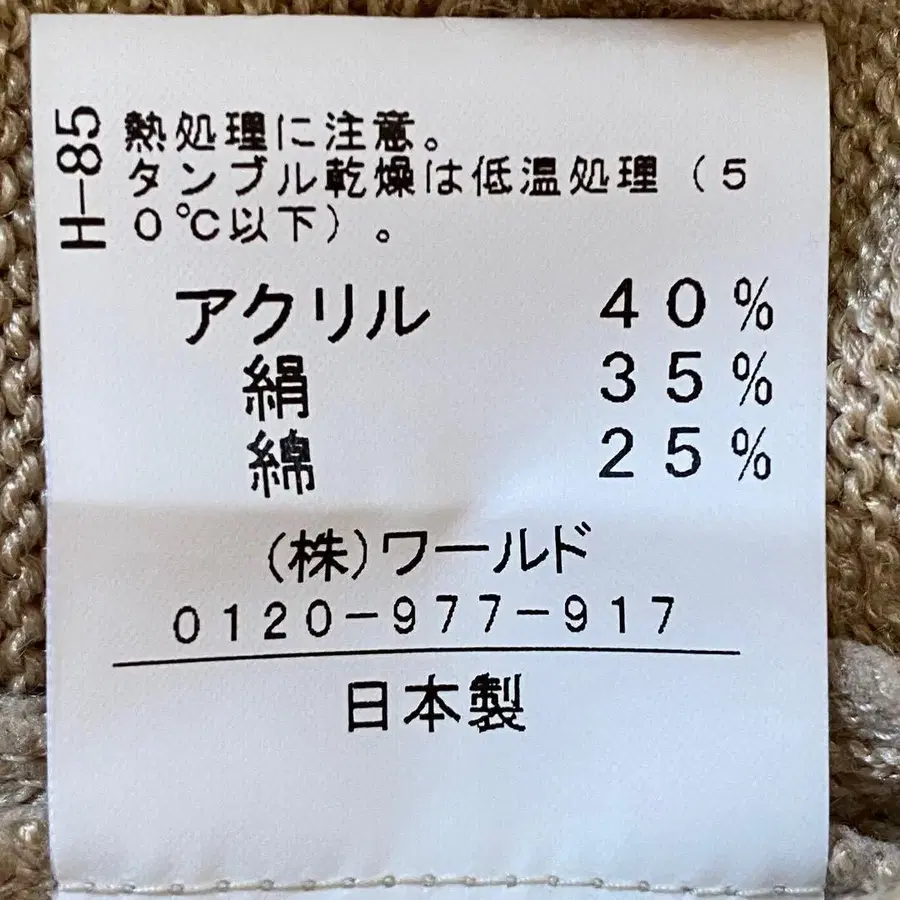 H-85
熱処理に注意。
タンブル乾燥は低温処理（5
0℃以下）。
アクリル 40%
絹 35%
綿 25%
(株)ワールド
0120-977-917
日本製